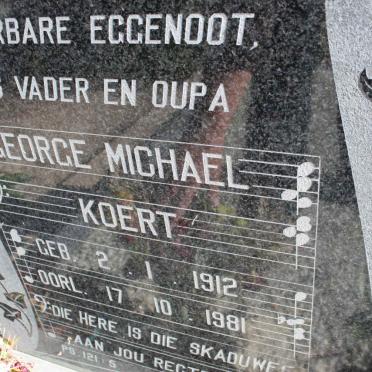 RBARE EGGENOOT,
VADER EN OUPA
GEORGE MICHAEL
KOERT
GEB. 2 . 1 . 1912
OORL. 17 . 10 . 1981
DIE HERE IS DIE SKADUWEE
AAN JOU REGTE
PS. 121:5